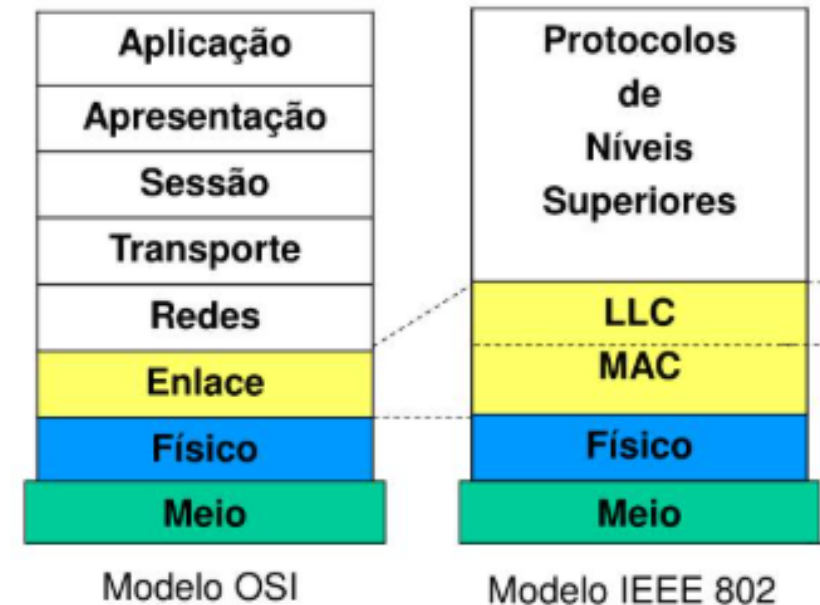 Aplicação
Apresentação
Sessão
Transporte
Redes
Enlace
Físico
Meio
Modelo OSI
Protocolos
de
Níveis
Superiores
LLC
MAC
Físico
Meio
Modelo IEEE 802